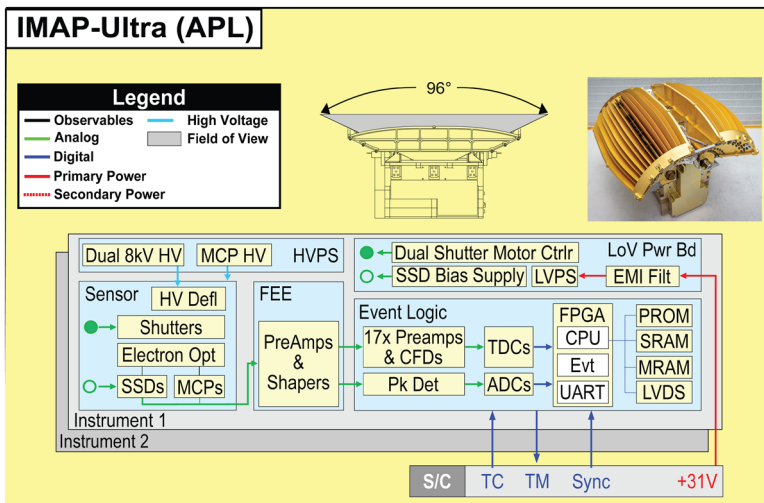 IMAP-Ultra (APL)
Legend
Observables
Analog
Digital
Primary Power
Secondary Power
High Voltage
Field of View
96°
Dual 8kV HV
MCP HV
HVPS
Dual Shutter Motor Ctrlr
LoV Pwr Bd
SSD Bias Supply
LVPS
EMI Filt
Sensor
HV Defl
Shutters
Electron Opt
SSDs
MCPs
FEE
PreAmps
&
Shapers
Event Logic
17x Preamps
& CFDs
TDCs
Pk Det
ADCs
FPGA
CPU
Evt
UART
PROM
SRAM
MRAM
LVDS
Instrument 1
Instrument 2
S/C
TC
TM
Sync
+31V